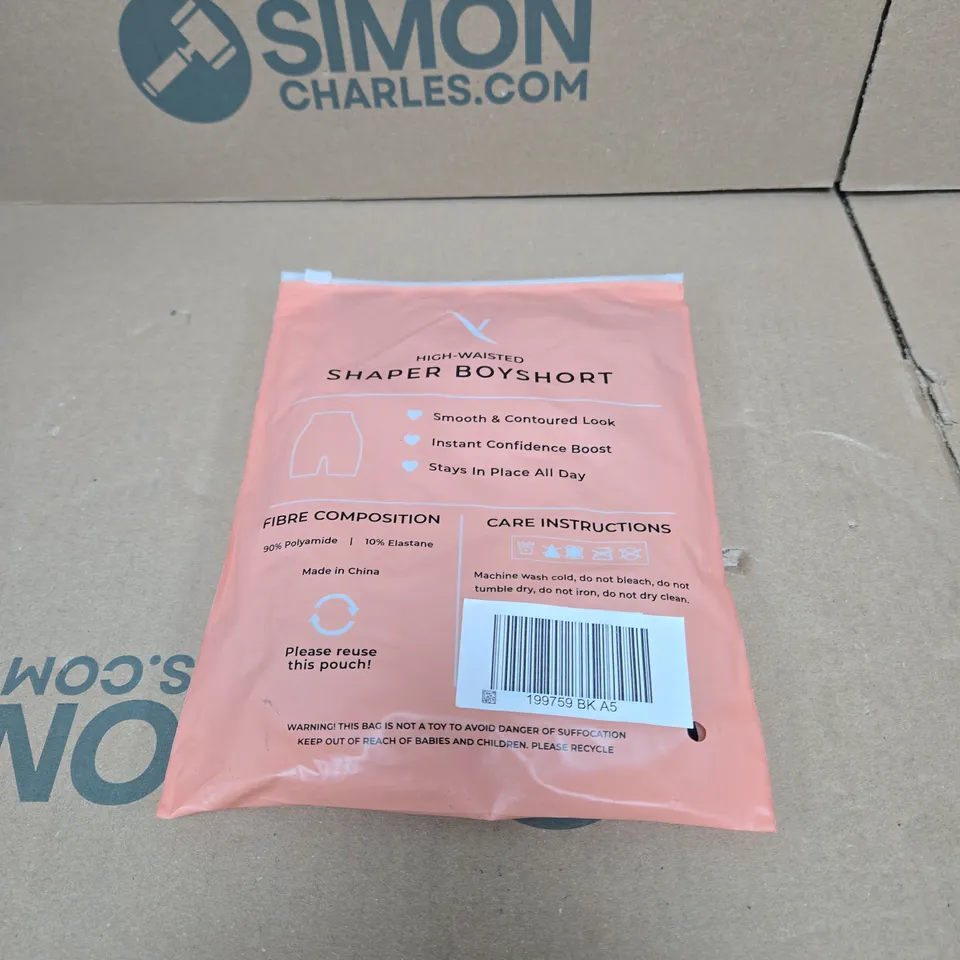 SIMON
CHARLES.COM
HIGH-WAISTED
SHAPER BOYSHORT
Smooth & Contoured Look
Instant Confidence Boost
Stays In Place All Day
FIBRE COMPOSITION
90% Polyamide | 10% Elastane
Made in China
Please reuse
this pouch!
CARE INSTRUCTIONS
Machine wash cold, do not bleach, do not
tumble dry, do not iron, do not dry clean.
199759 BK A5
WARNING! THIS BAG IS NOT A TOY TO AVOID DANGER OF SUFFOCATION
KEEP OUT OF REACH OF BABIES AND CHILDREN. PLEASE RECYCLE
S.COM
ON